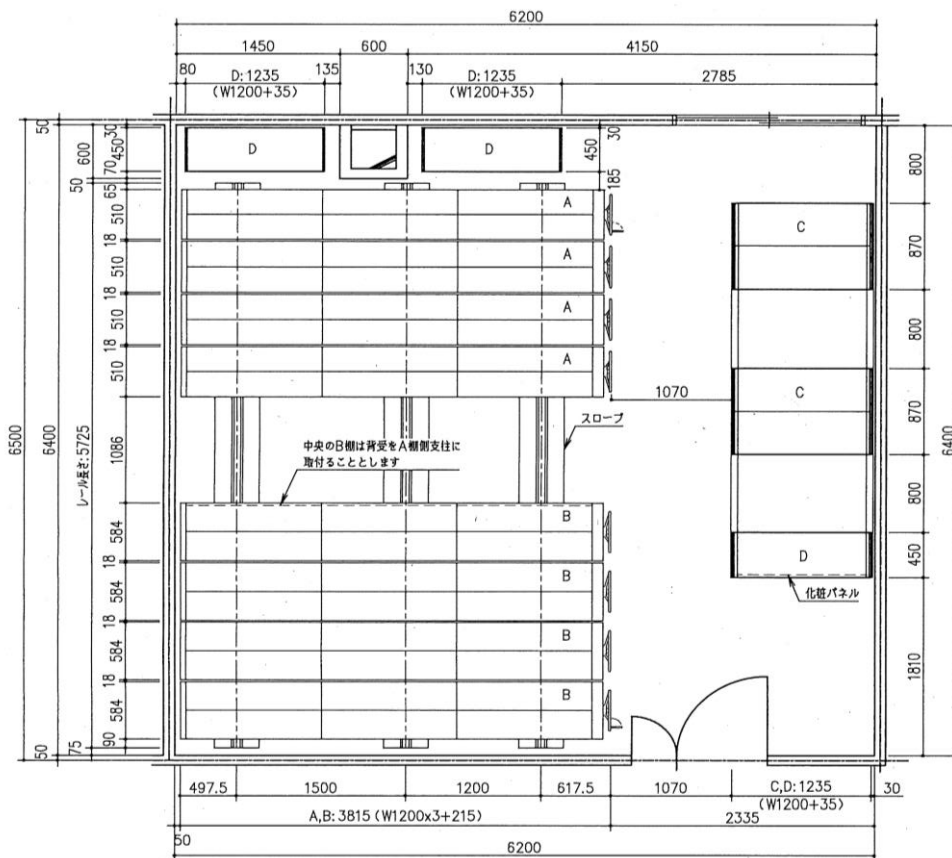 6200
1450 600 4150
80 D:1235 135 130 D:1235 2785
(W1200+35) (W1200+35)
50 30 30
600 450 D D 450 800
50 70 185
65
510 A C 870
18
510 A
18
510 A 800
18
510 A C 870
1070
スロープ
6500 6400 レール長さ:5725 1086 6400
中央のB棚は背受をA棚側支柱に
取付ることとします
800
584 B
18 D 450
584 B 化粧パネル
18
584 B
18 1810
584 B
90
50 75
497.5 1500 1200 617.5 1070 C,D:1235 30
(W1200+35)
A,B:3815 (W1200x3+215) 2335
50
6200